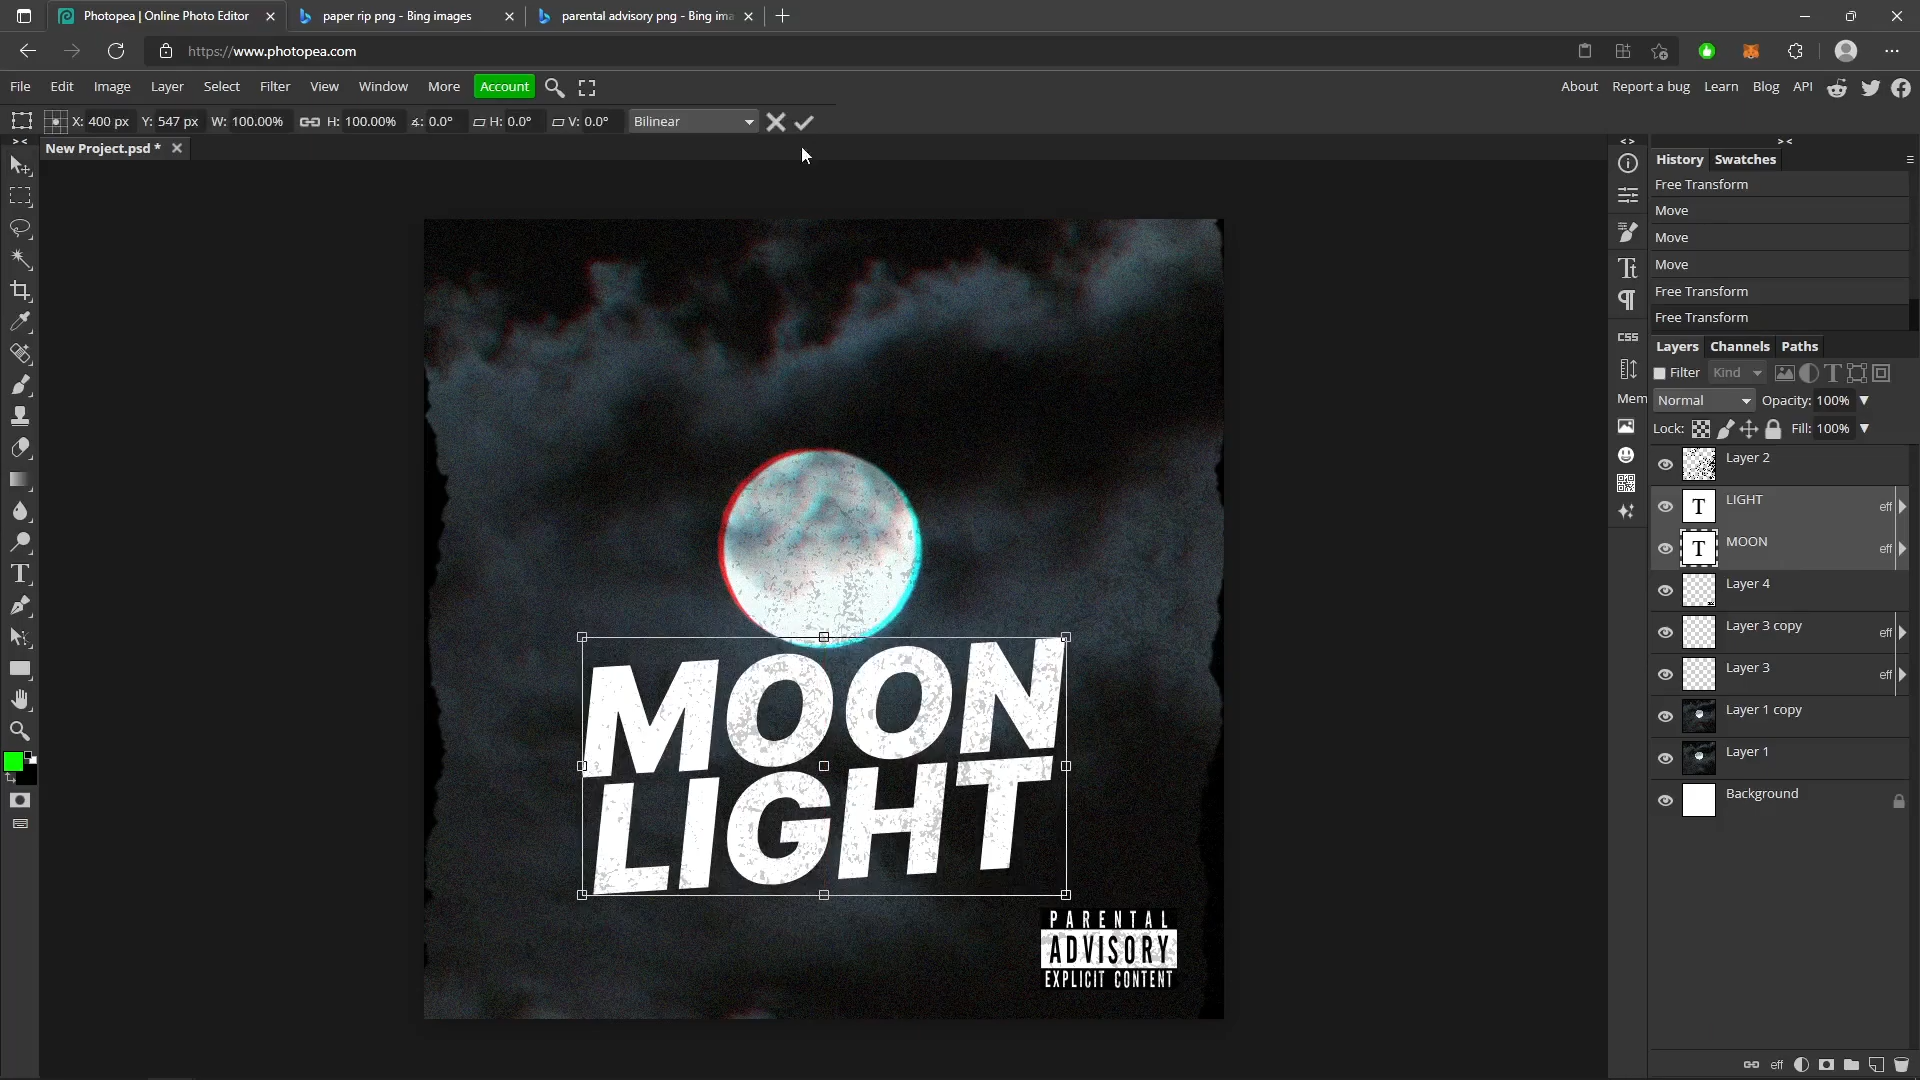 Photopea | Online Photo Editor
paper rip png - Bing images
parental advisory png - Bing ima
https://www.photopea.com
File Edit Image Layer Select Filter View Window More Account
About Report a bug Learn Blog API
X: 400 px Y: 547 px W: 100.00% H: 100.00% 0.0° H: 0.0° V: 0.0° Bilinear
New Project.psd *
History Swatches
Free Transform
Move
Move
Move
Free Transform
Free Transform
CSS
Mem
Layers Channels Paths
Filter Kind
Normal Opacity: 100%
Lock: Fill: 100%
Layer 2
LIGHT eff
MOON eff
Layer 4
Layer 3 copy eff
Layer 3 eff
Layer 1 copy
Layer 1
Background
eff
MOON
LIGHT
PARENTAL
ADVISORY
EXPLICIT CONTENT